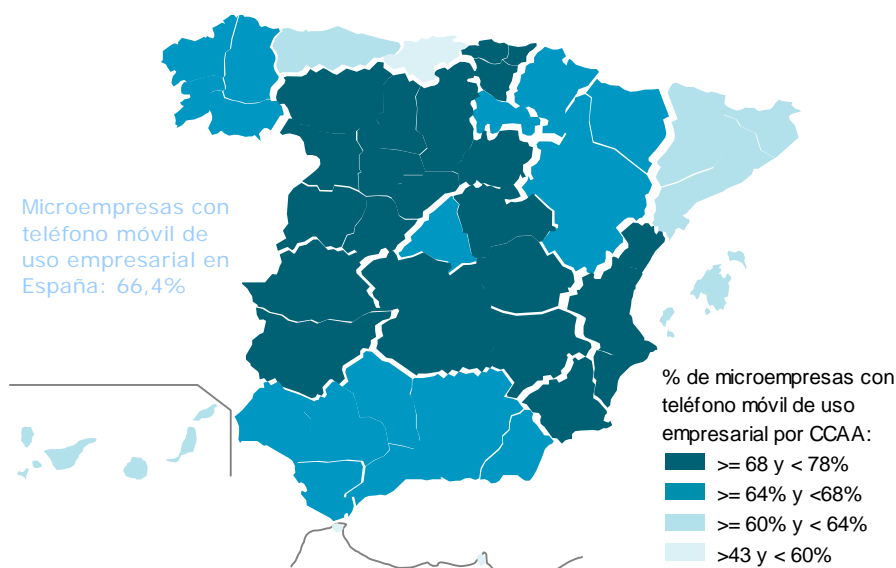 Microempresas con
teléfono móvil de
uso empresarial en
España: 66,4%
% de microempresas con
teléfono móvil de uso
empresarial por CCAA:
>= 68 y < 78%
>= 64% y <68%
>= 60% y < 64%
>43 y < 60%